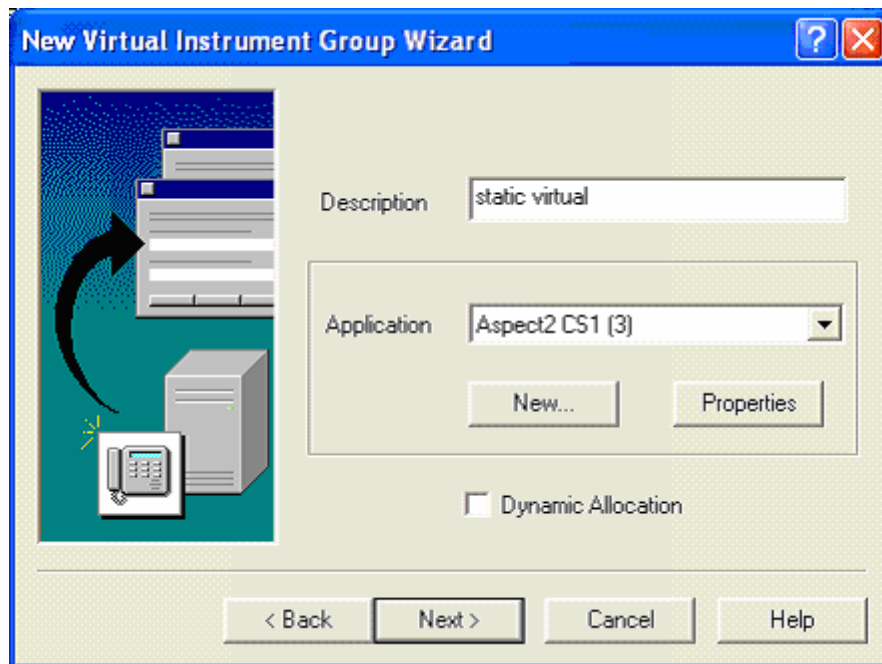 New Virtual Instrument Group Wizard
Description
static virtual
Application
Aspect2 CS1 (3)
New...
Properties
Dynamic Allocation
< Back
Next >
Cancel
Help